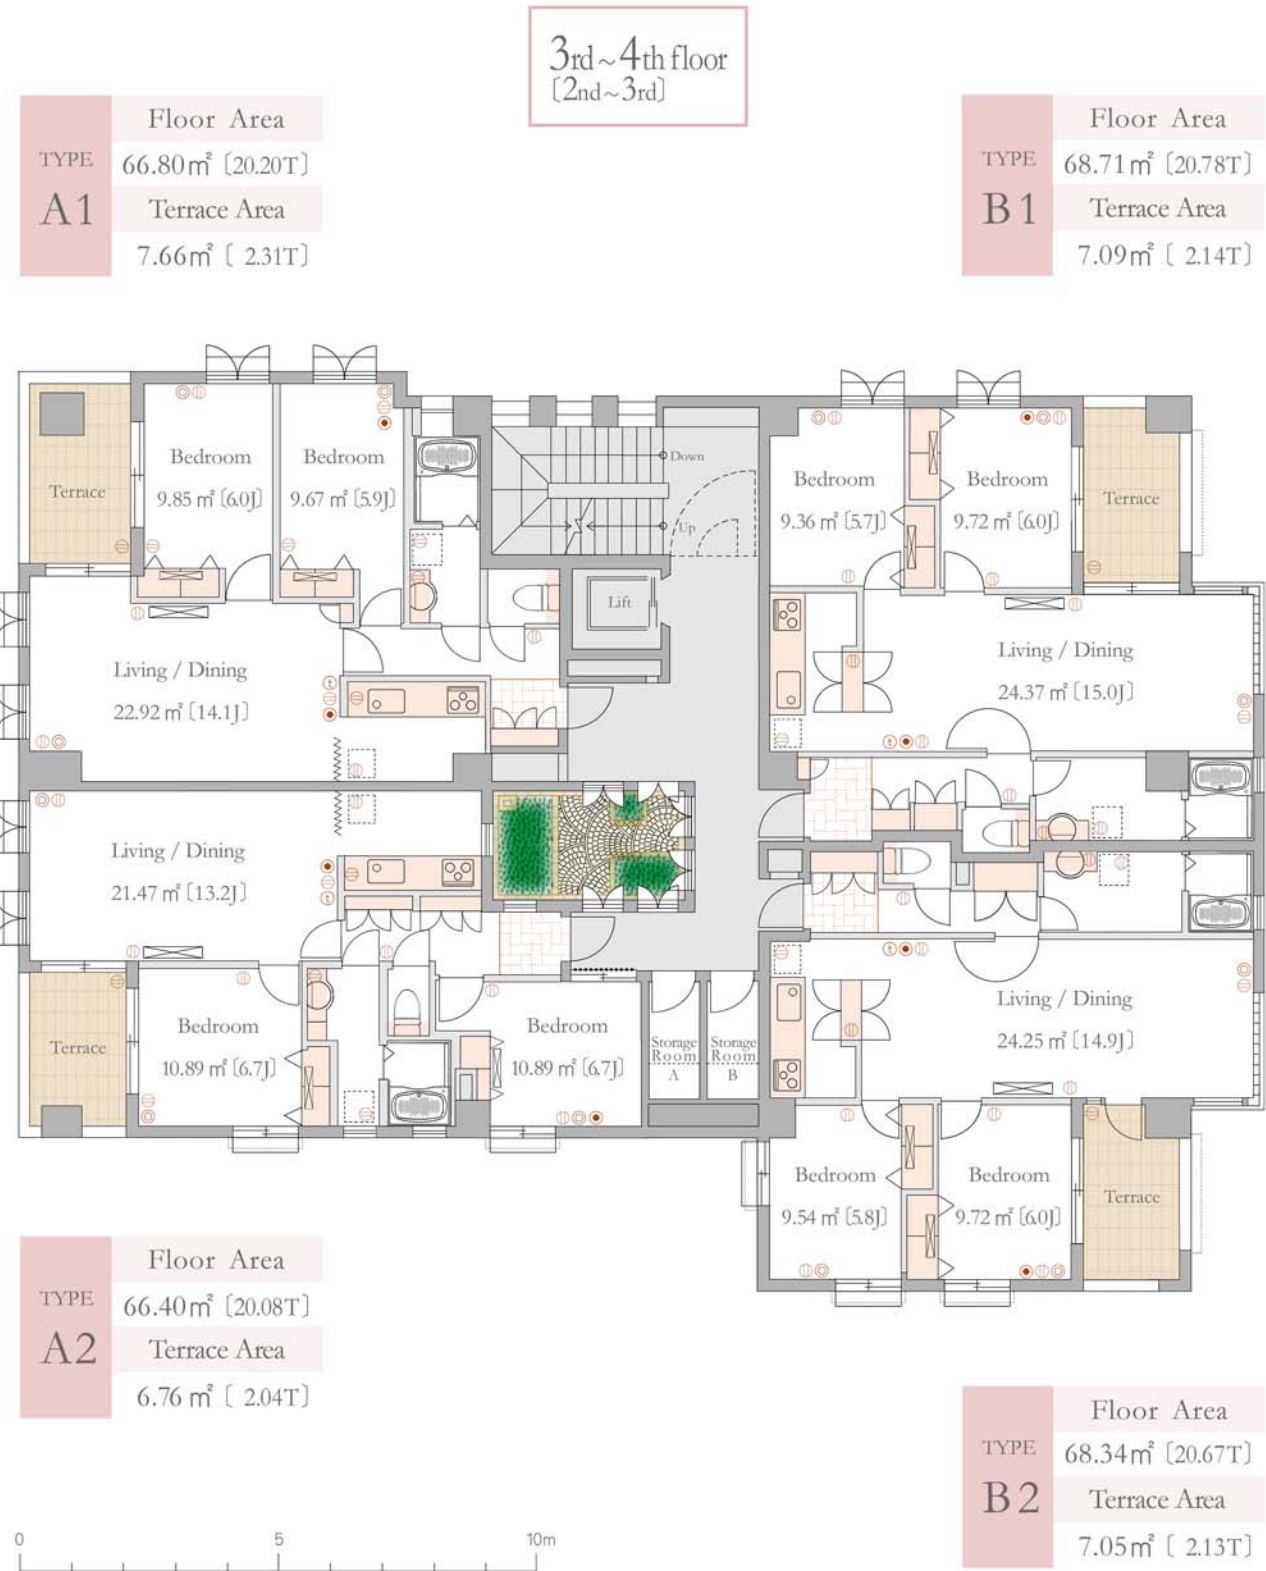 3rd~4th floor
〔2nd~3rd〕
TYPE
A1
Floor Area
66.80㎡〔20.20T〕
Terrace Area
7.66㎡〔 2.31T〕
TYPE
B1
Floor Area
68.71㎡〔20.78T〕
Terrace Area
7.09㎡〔 2.14T〕
Terrace
Bedroom
9.85㎡〔6.0J〕
Bedroom
9.67㎡〔5.9J〕
Down
Up
Lift
Bedroom
9.36㎡〔5.7J〕
Bedroom
9.72㎡〔6.0J〕
Terrace
Living / Dining
22.92㎡〔14.1J〕
Living / Dining
24.37㎡〔15.0J〕
Living / Dining
21.47㎡〔13.2J〕
Living / Dining
24.25㎡〔14.9J〕
Terrace
Bedroom
10.89㎡〔6.7J〕
Bedroom
10.89㎡〔6.7J〕
Storage
Room
A
Storage
Room
B
Bedroom
9.54㎡〔5.8J〕
Bedroom
9.72㎡〔6.0J〕
Terrace
TYPE
A2
Floor Area
66.40㎡〔20.08T〕
Terrace Area
6.76㎡〔 2.04T〕
TYPE
B2
Floor Area
68.34㎡〔20.67T〕
Terrace Area
7.05㎡〔 2.13T〕
0 5 10m